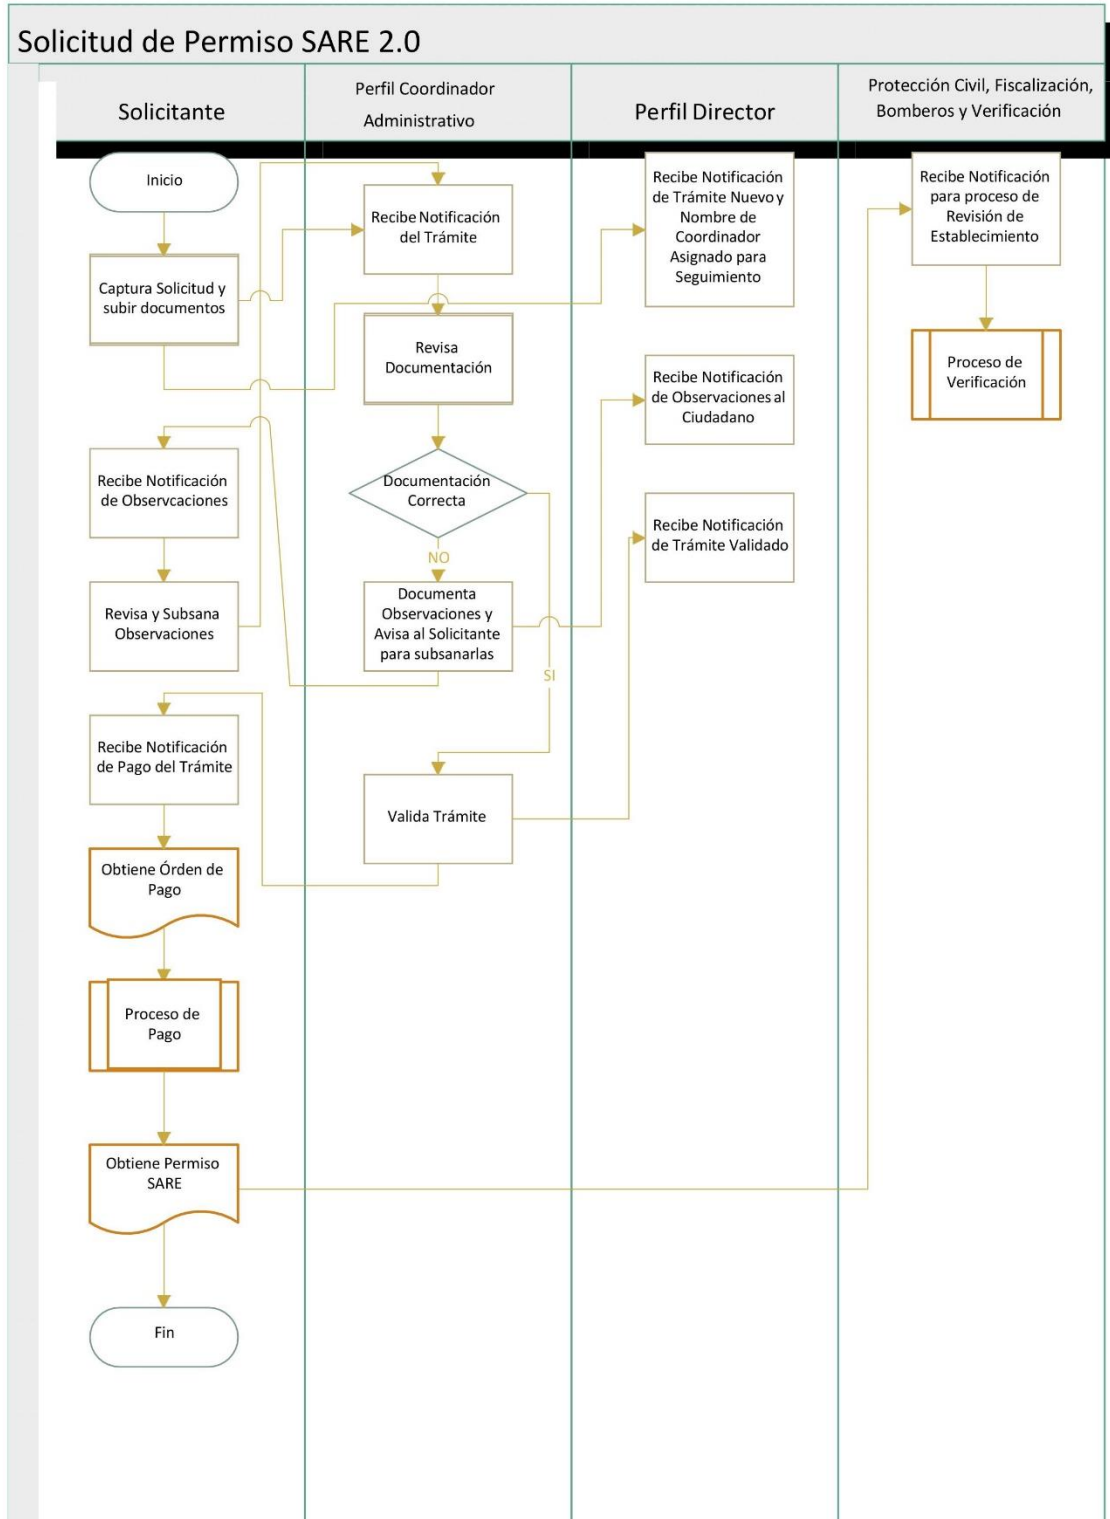 Solicitud de Permiso SARE 2.0
Solicitante
Perfil Coordinador
Administrativo
Perfil Director
Protección Civil, Fiscalización,
Bomberos y Verificación
Inicio
Captura Solicitud y
subir documentos
Recibe Notificación
de Observcaciones
Revisa y Subsana
Observaciones
Recibe Notificación
de Pago del Trámite
Obtiene Órden de
Pago
Proceso de
Pago
Obtiene Permiso
SARE
Fin
Recibe Notificación
del Trámite
Revisa
Documentación
Documentación
Correcta
NO
Documenta
Observaciones y
Avisa al Solicitante
para subsanarlas
SI
Valida Trámite
Recibe Notificación
de Trámite Nuevo y
Nombre de
Coordinador
Asignado para
Seguimiento
Recibe Notificación
de Observaciones al
Ciudadano
Recibe Notificación
de Trámite Validado
Recibe Notificación
para proceso de
Revisión de
Establecimiento
Proceso de
Verificación